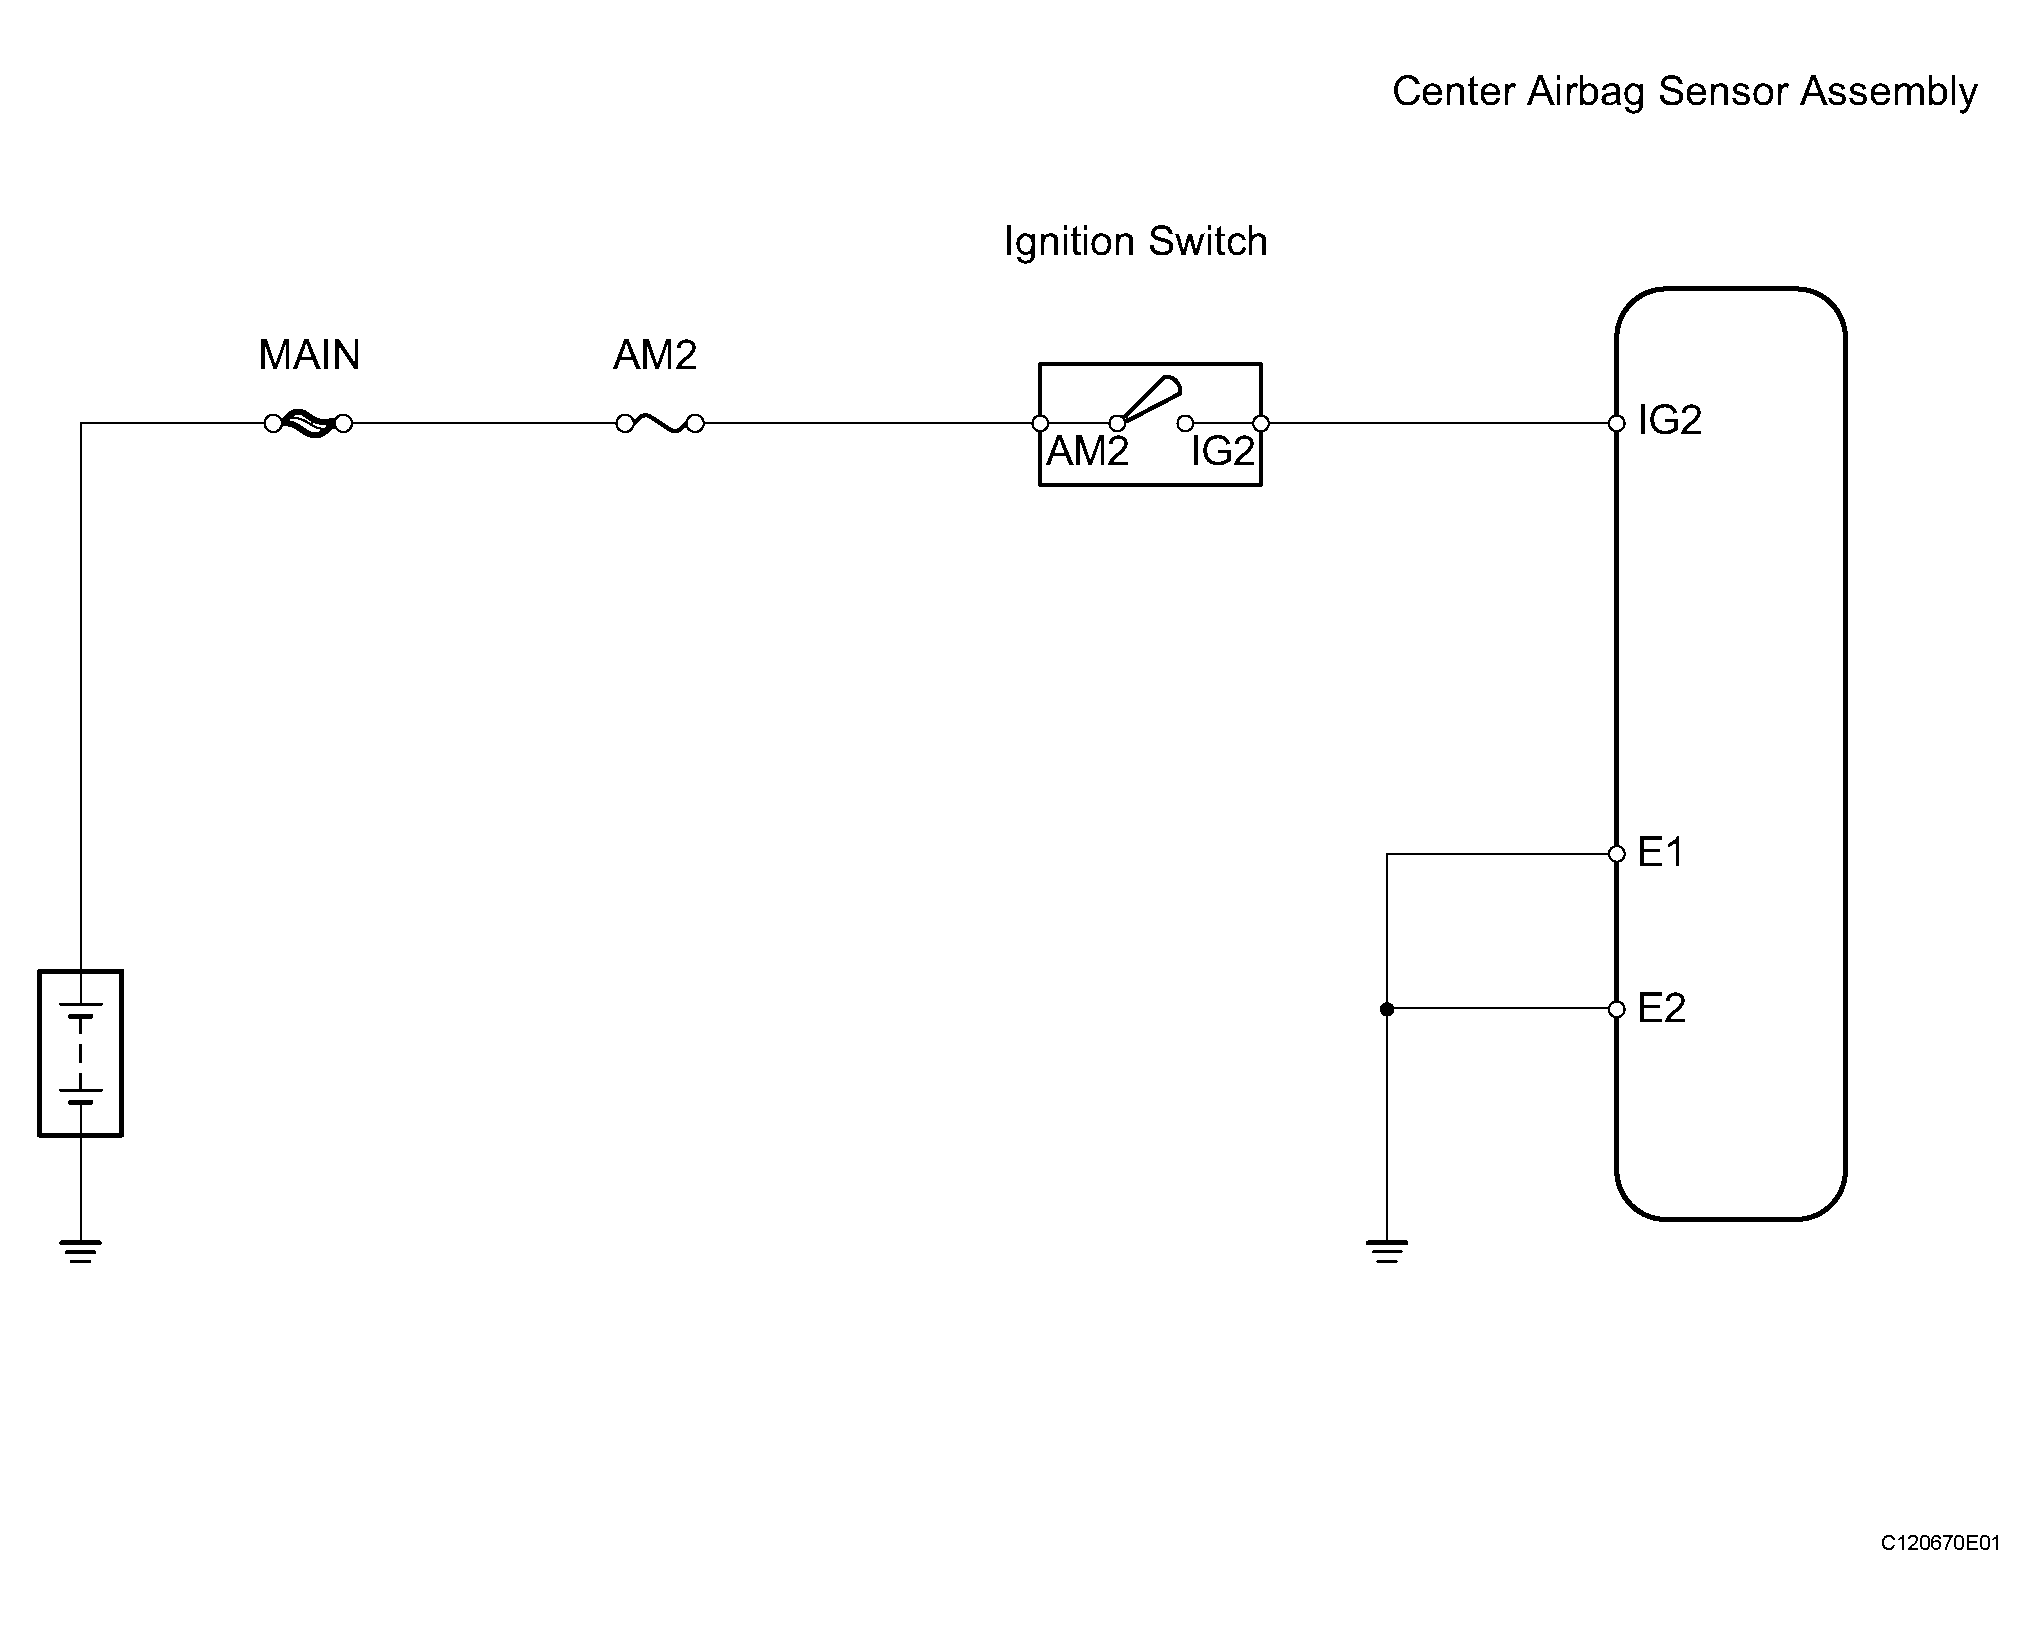 Center Airbag Sensor Assembly
Ignition Switch
MAIN
AM2
AM2
IG2
IG2
E1
E2
C120670E01